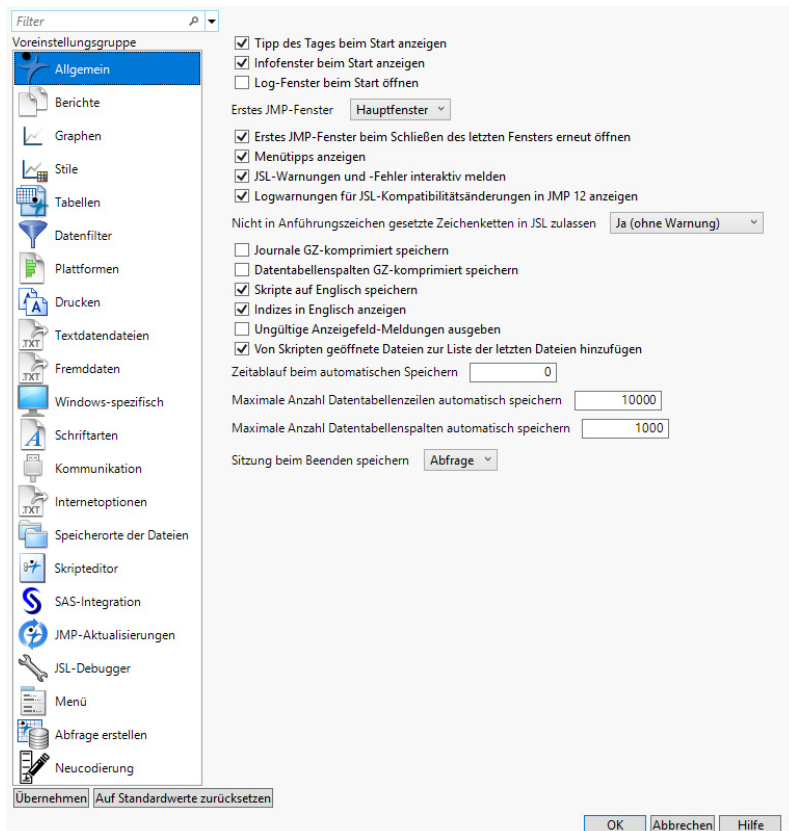 Filter
Voreinstellungsgruppe
Allgemein
Berichte
Graphen
Stile
Tabellen
Datenfilter
Plattformen
Drucken
.TXT
Textdatendateien
.TXT
Fremddaten
Windows-spezifisch
Schriftarten
Kommunikation
.TXT
Internetoptionen
Speicherorte der Dateien
Skripteditor
SAS-Integration
JMP-Aktualisierungen
JSL-Debugger
Menü
Abfrage erstellen
Neucodierung
Übernehmen Auf Standardwerte zurücksetzen
Tipp des Tages beim Start anzeigen
Infofenster beim Start anzeigen
Log-Fenster beim Start öffnen
Erstes JMP-Fenster Hauptfenster
Erstes JMP-Fenster beim Schließen des letzten Fensters erneut öffnen
Menütipps anzeigen
JSL-Warnungen und -Fehler interaktiv melden
Logwarnungen für JSL-Kompatibilitätsänderungen in JMP 12 anzeigen
Nicht in Anführungszeichen gesetzte Zeichenketten in JSL zulassen Ja (ohne Warnung)
Journale GZ-komprimiert speichern
Datentabellenspalten GZ-komprimiert speichern
Skripte auf Englisch speichern
Indizes in Englisch anzeigen
Ungültige Anzeigefeld-Meldungen ausgeben
Von Skripten geöffnete Dateien zur Liste der letzten Dateien hinzufügen
Zeitablauf beim automatischen Speichern 0
Maximale Anzahl Datentabellenzeilen automatisch speichern 10000
Maximale Anzahl Datentabellenspalten automatisch speichern 1000
Sitzung beim Beenden speichern Abfrage
OK Abbrechen Hilfe